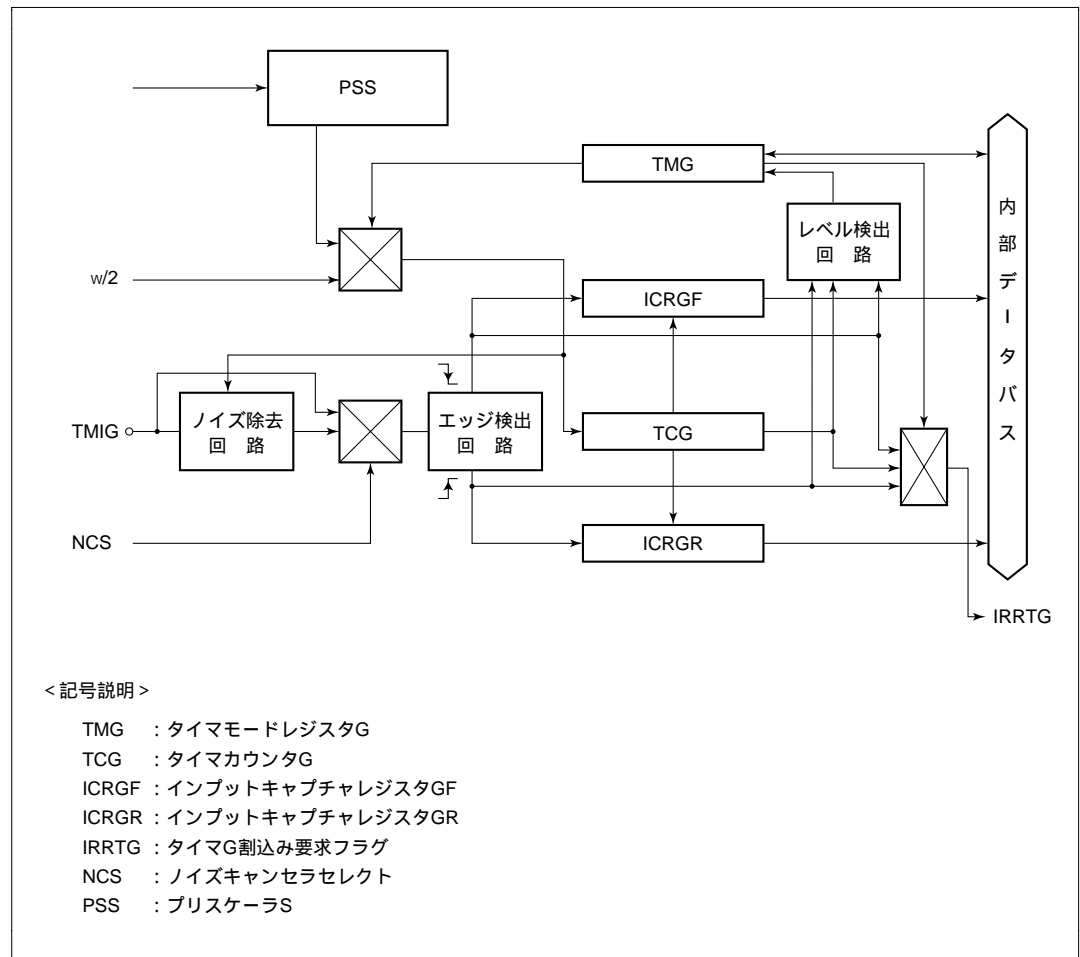 PSS
TMG
レベル検出
回 路
内部データバス
w/2
ICRGF
TMIG
ノイズ除去
回 路
エッジ検出
回 路
TCG
NCS
ICRGR
IRRTG
<記号説明>
TMG :タイマモードレジスタG
TCG :タイマカウンタG
ICRGF :インプットキャプチャレジスタGF
ICRGR :インプットキャプチャレジスタGR
IRRTG :タイマG割込み要求フラグ
NCS :ノイズキャンセラセレクト
PSS :プリスケーラS